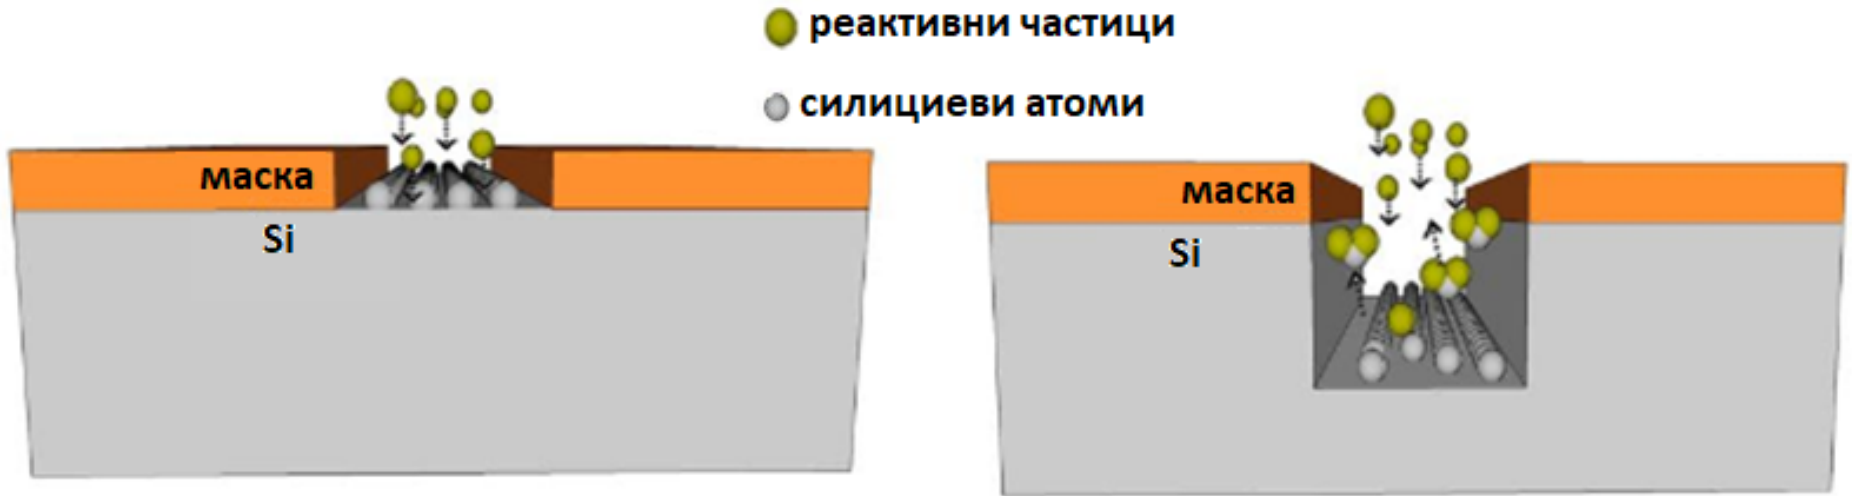 реактивни частици
силициеви атоми
маска
Si
маска
Si